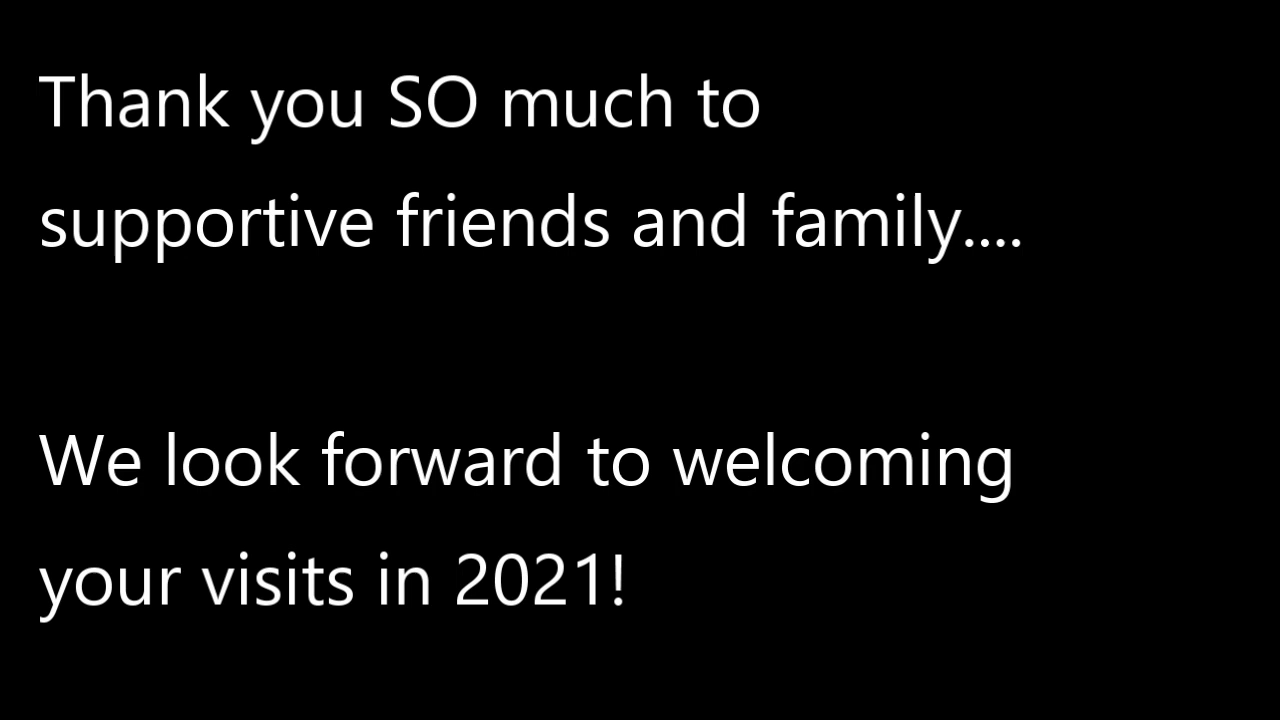 Thank you SO much to
supportive friends and family....
We look forward to welcoming
your visits in 2021!